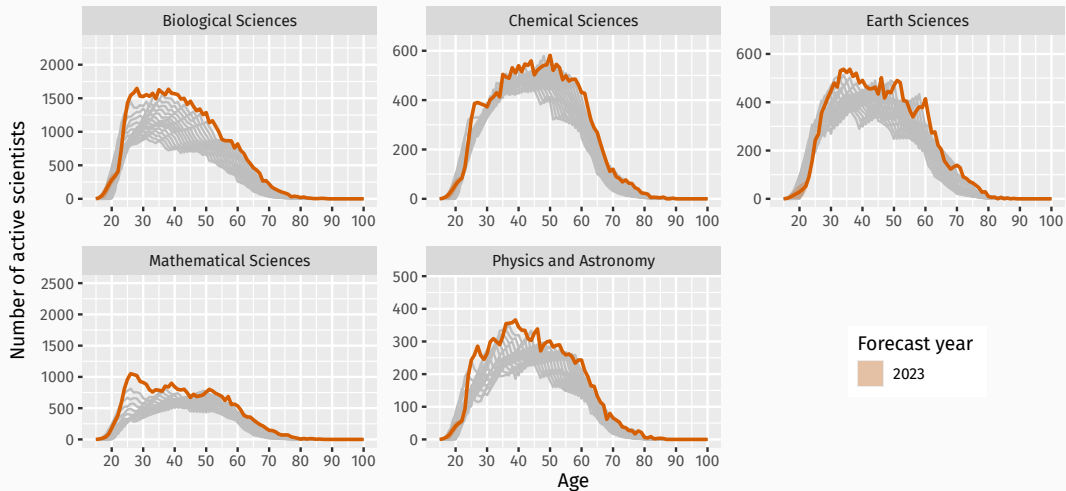 Biological Sciences
Chemical Sciences
Earth Sciences
2000
1500
1000
500
0
600
400
200
0
600
400
200
0
20 30 40 50 60 70 80 90 100
20 30 40 50 60 70 80 90 100
20 30 40 50 60 70 80 90 100
Mathematical Sciences
Physics and Astronomy
2500
2000
1500
1000
500
0
500
400
300
200
100
0
20 30 40 50 60 70 80 90 100
20 30 40 50 60 70 80 90 100
Number of active scientists
Age
Forecast year
2023